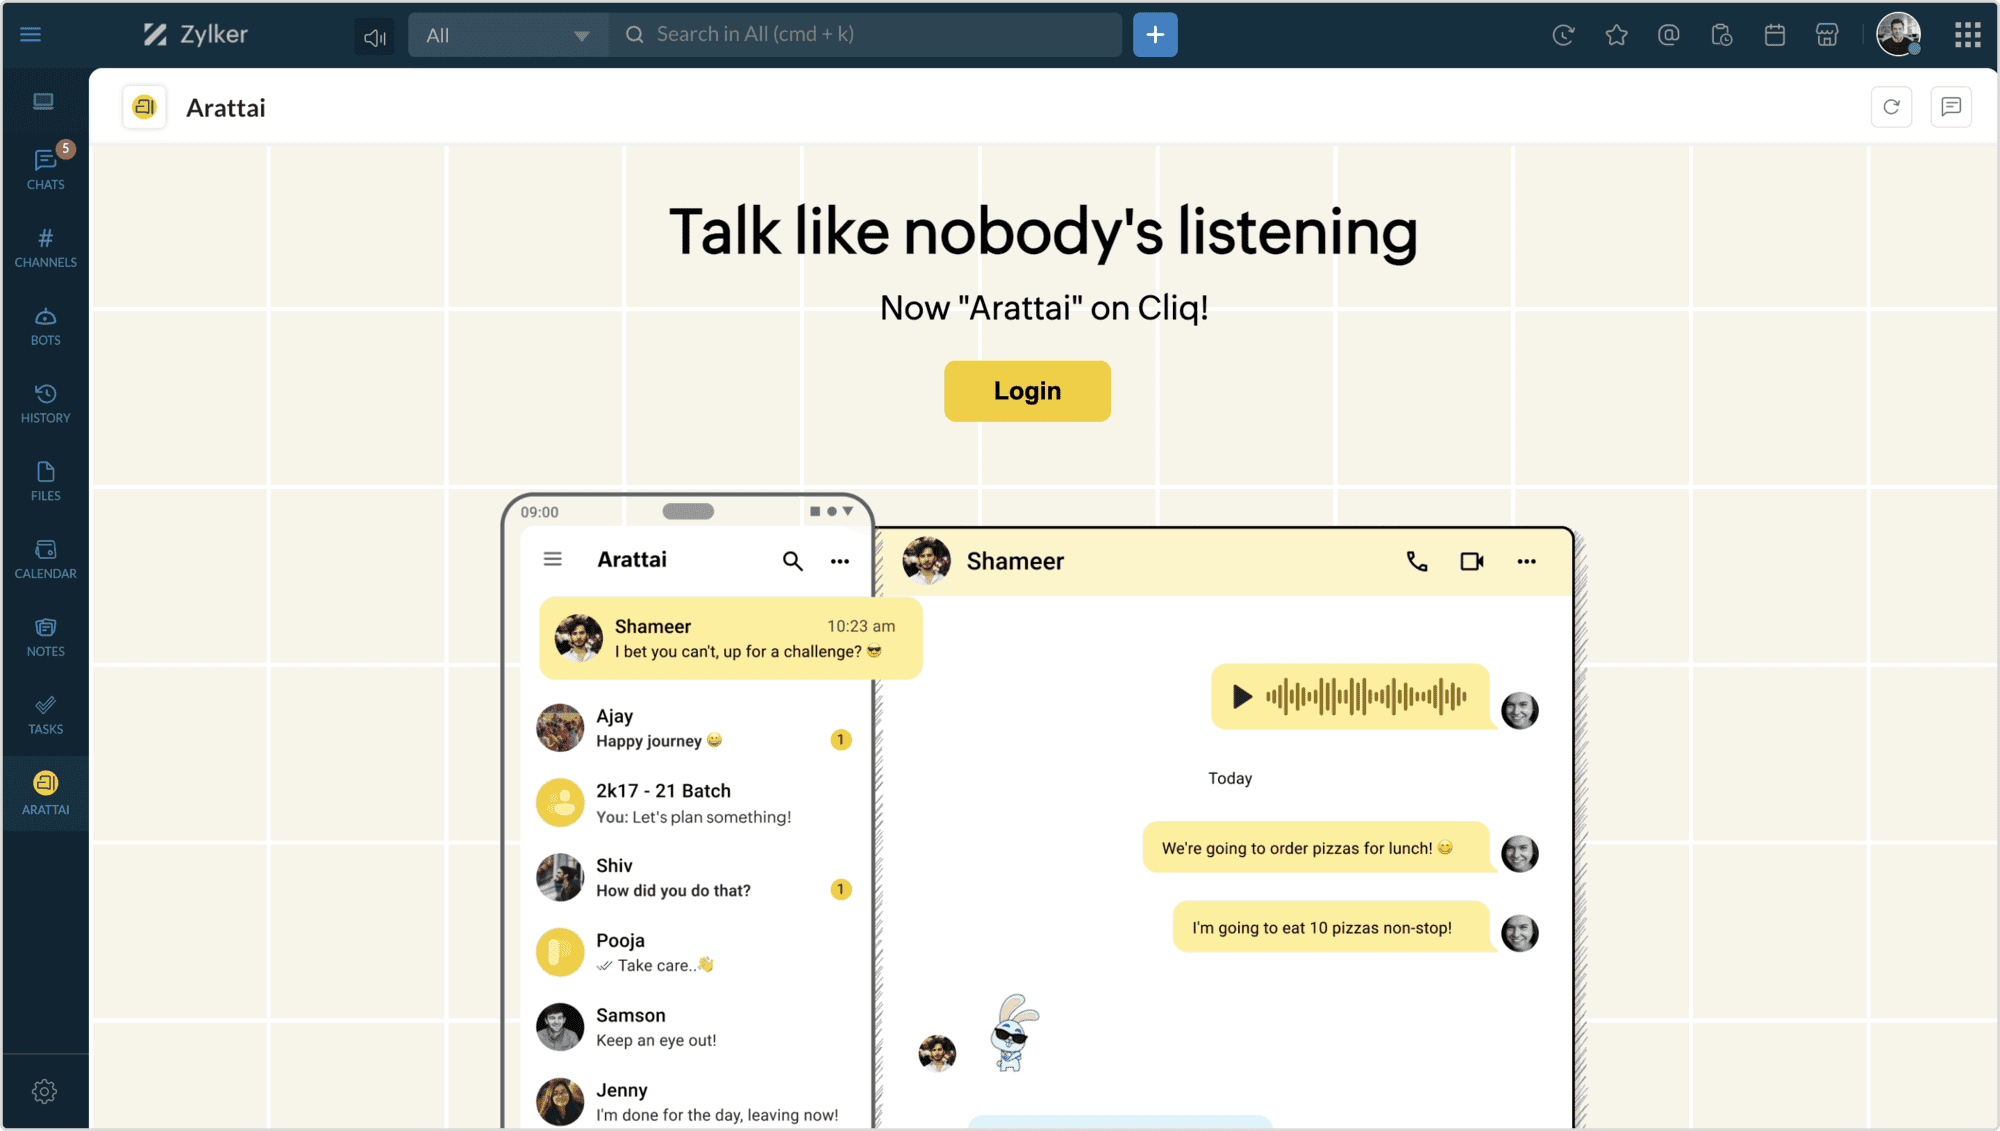 Zylker
All
Search in All (cmd + k)
Arattai
5
CHATS
CHANNELS
BOTS
HISTORY
FILES
CALENDAR
NOTES
TASKS
ARATTAI
Talk like nobody's listening
Now "Arattai" on Cliq!
Login
09:00
Arattai
Shameer 10:23 am
I bet you can't, up for a challenge? 😎
Ajay
Happy journey 😀 1
2k17 - 21 Batch
You: Let's plan something!
Shiv
How did you do that? 1
Pooja
Take care..👋
Samson
Keep an eye out!
Jenny
I'm done for the day, leaving now!
Shameer
Today
We're going to order pizzas for lunch! 😋
I'm going to eat 10 pizzas non-stop!